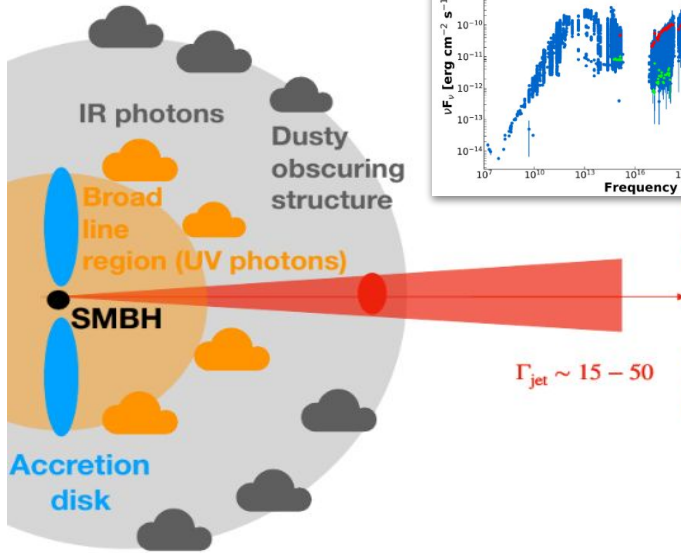 νFν [erg cm⁻² s⁻¹
10⁻¹⁰
10⁻¹¹
10⁻¹²
10⁻¹³
10⁻¹⁴
10⁷ 10¹⁰ 10¹³ 10¹⁶
Frequency
IR photons
Dusty
obscuring
structure
Broad
line
region (UV photons)
SMBH
Γjet ~ 15 − 50
Accretion
disk